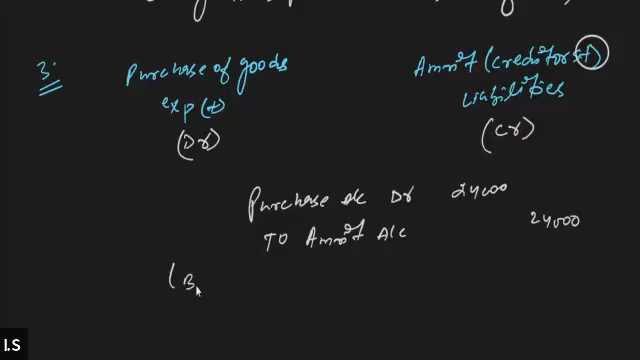 3.
Purchase of goods
exp (+)
(Dr)
Amrit (creditors +)
Liabilities
(Cr)
Purchase a/c Dr 24000
To Amrit A/c 24000
( B
I.S